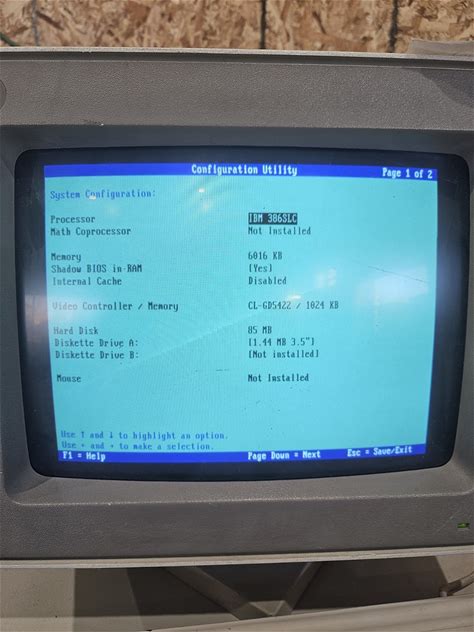 Configuration Utility Page 1 of 2
System Configuration:
Processor IBM 386SLC
Math Coprocessor Not Installed
Memory 6016 KB
Shadow BIOS in-RAM [Yes]
Internal Cache Disabled
Video Controller / Memory CL-GD5422 / 1024 KB
Hard Disk 85 MB
Diskette Drive A: [1.44 MB 3.5"]
Diskette Drive B: [Not installed]
Mouse Not Installed
Use ↑ and ↓ to highlight an option.
Use ← and → to make a selection.
F1 = Help Page Down = Next Esc = Save/Exit